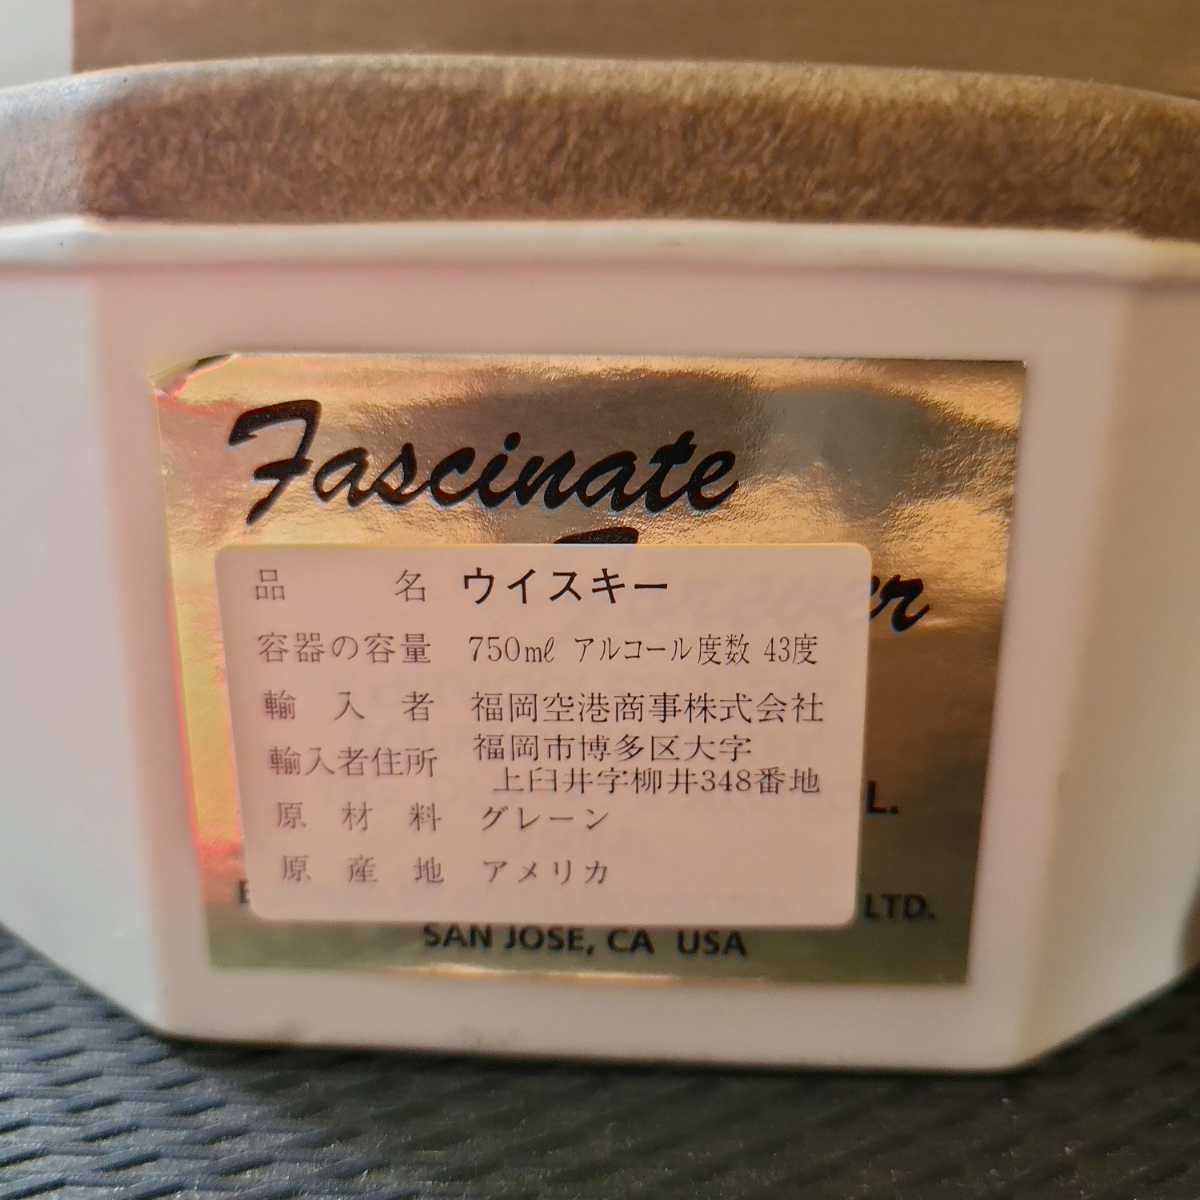 Fascinate
品名 ウイスキー
容器の容量 750㎖ アルコール度数 43度
輸入者 福岡空港商事株式会社
輸入者住所 福岡市博多区大字
上臼井字柳井348番地
原材料 グレーン
原産地 アメリカ
L.
LTD.
SAN JOSE, CA USA